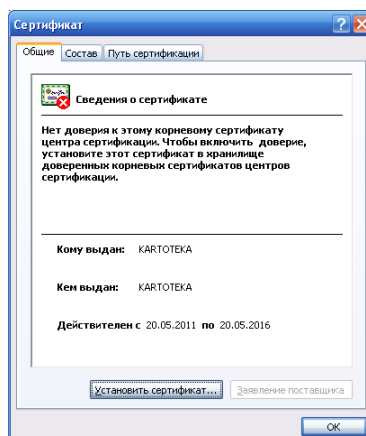 Сертификат
Общие Состав Путь сертификации
Сведения о сертификате
Нет доверия к этому корневому сертификату
центра сертификации. Чтобы включить доверие,
установите этот сертификат в хранилище
доверенных корневых сертификатов центров
сертификации.
Кому выдан: KARTOTEKA
Кем выдан: KARTOTEKA
Действителен с 20.05.2011 по 20.05.2016
Установить сертификат... Заявление поставщика
ОК